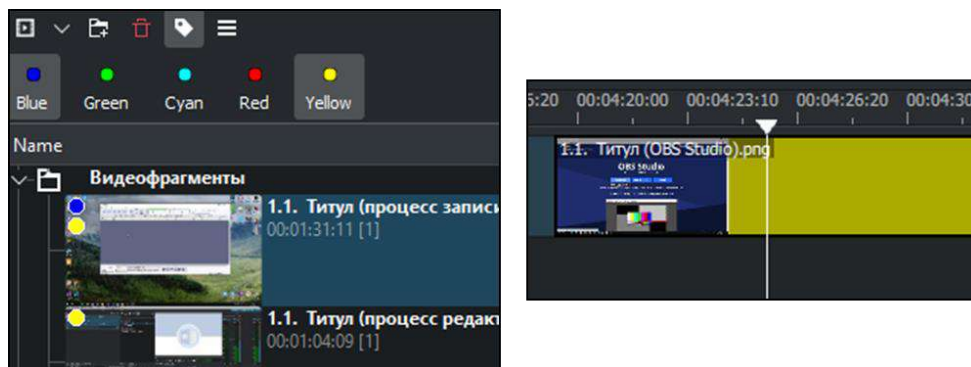 Blue Green Cyan Red Yellow
Name
Видеофрагменты
1.1. Титул (процесс записи
00:01:31:11 [1]
1.1. Титул (процесс редакт
00:01:04:09 [1]
5:20 00:04:20:00 00:04:23:10 00:04:26:20 00:04:30
1.1. Титул (OBS Studio).png
OBS Studio